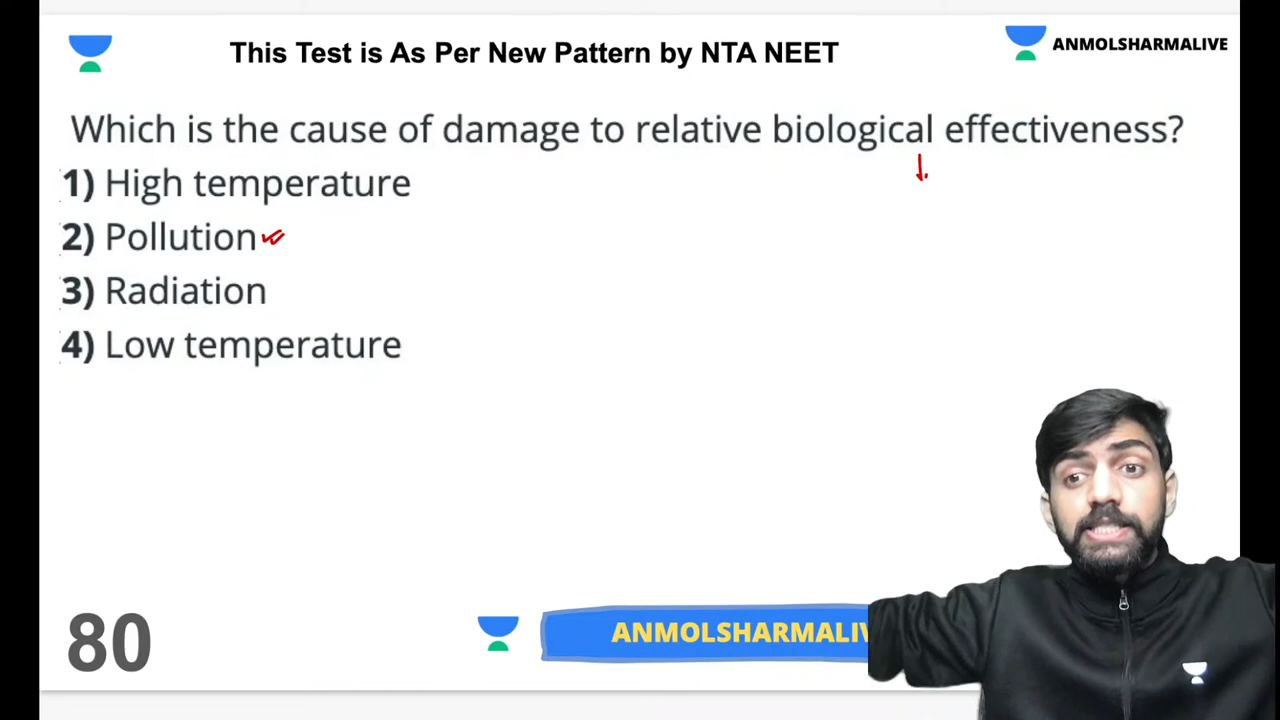 This Test is As Per New Pattern by NTA NEET
ANMOLSHARMALIVE
Which is the cause of damage to relative biological effectiveness?
1) High temperature
2) Pollution
3) Radiation
4) Low temperature
80
ANMOLSHARMALIV